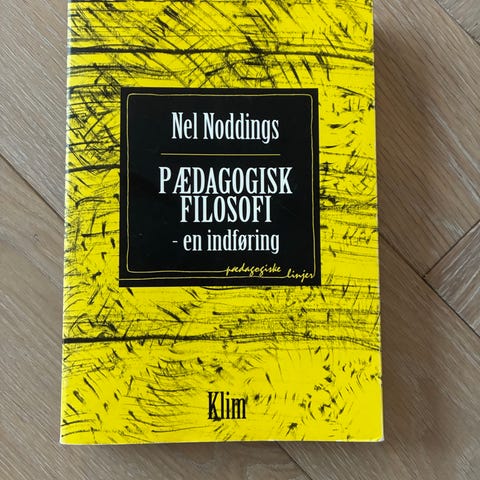 Nel Noddings
PÆDAGOGISK
FILOSOFI
- en indføring
pædagogiske
linjer
Klim